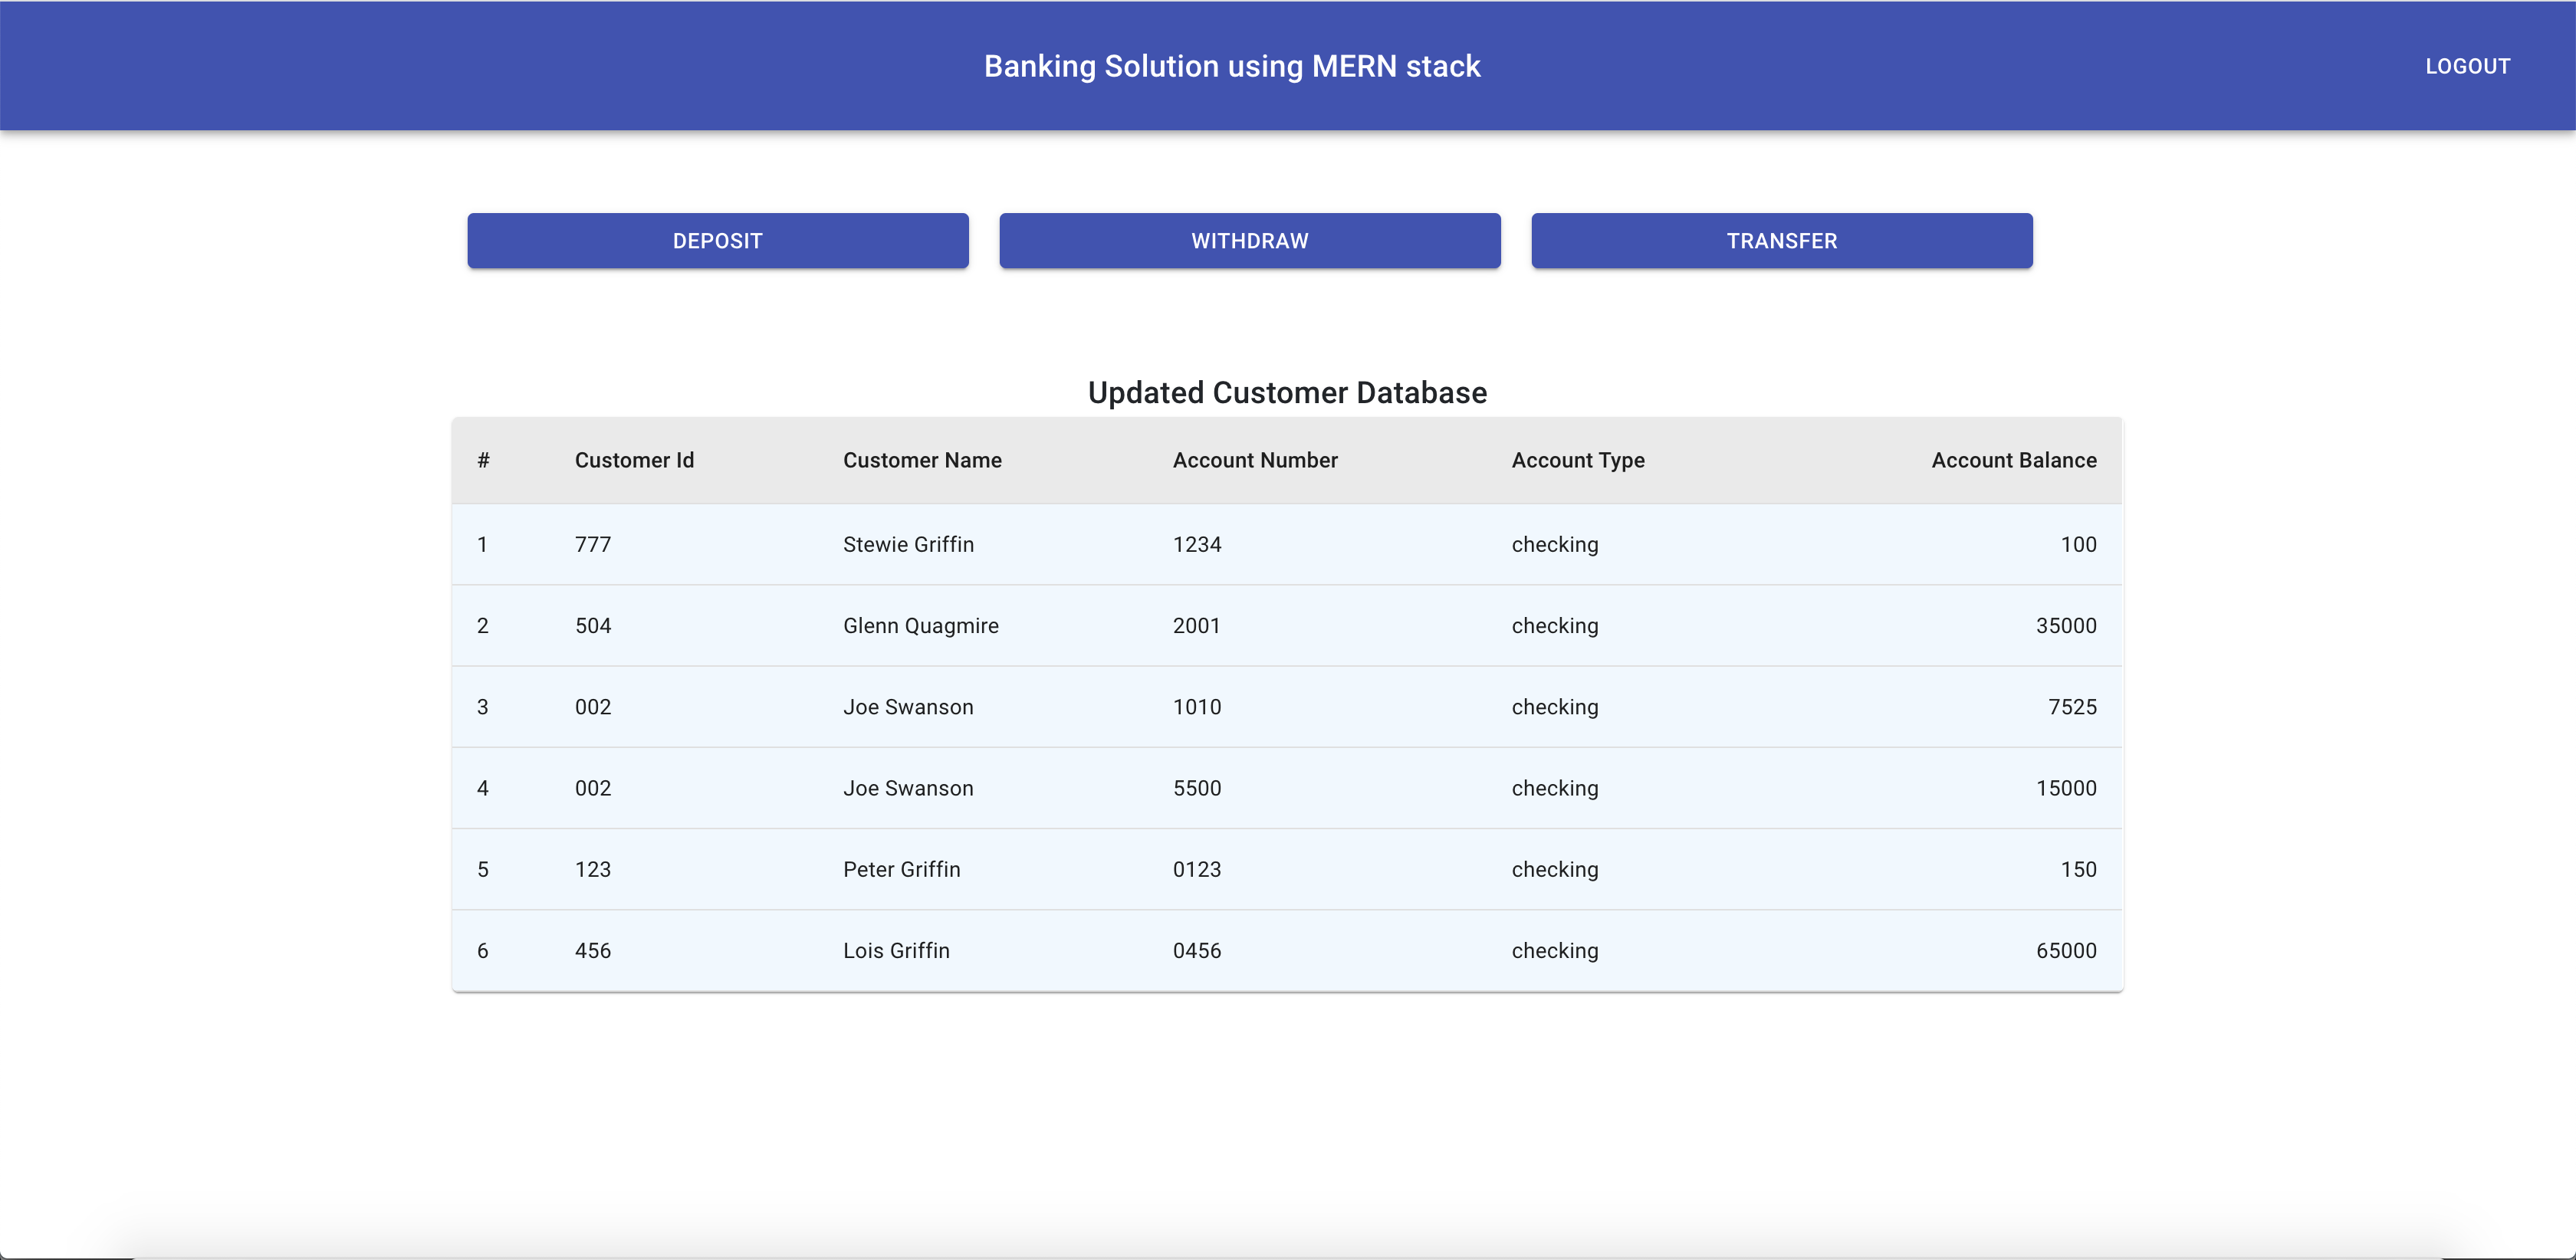 Banking Solution using MERN stack LOGOUT
DEPOSIT WITHDRAW TRANSFER
Updated Customer Database
# Customer Id Customer Name Account Number Account Type Account Balance
1 777 Stewie Griffin 1234 checking 100
2 504 Glenn Quagmire 2001 checking 35000
3 002 Joe Swanson 1010 checking 7525
4 002 Joe Swanson 5500 checking 15000
5 123 Peter Griffin 0123 checking 150
6 456 Lois Griffin 0456 checking 65000